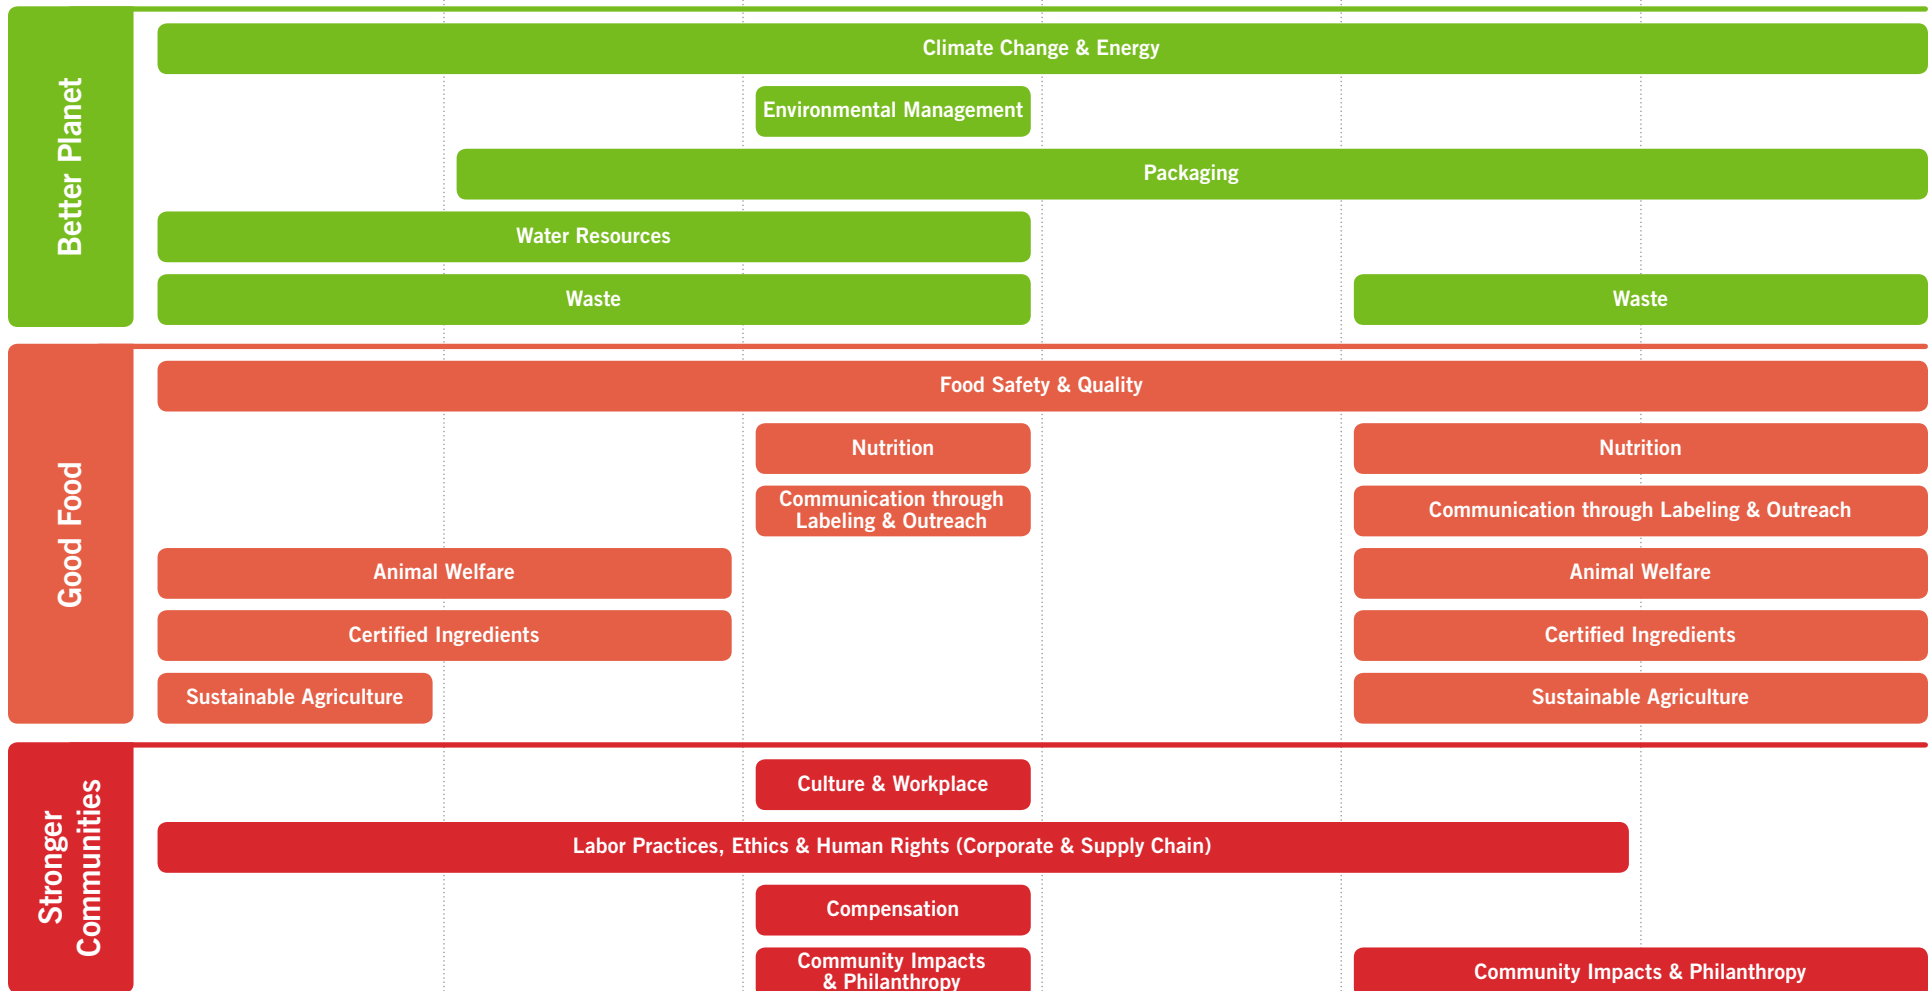 Better Planet
Climate Change & Energy
Environmental Management
Packaging
Water Resources
Waste
Waste
Good Food
Food Safety & Quality
Nutrition
Nutrition
Communication through
Labeling & Outreach
Communication through Labeling & Outreach
Animal Welfare
Animal Welfare
Certified Ingredients
Certified Ingredients
Sustainable Agriculture
Sustainable Agriculture
Stronger
Communities
Culture & Workplace
Labor Practices, Ethics & Human Rights (Corporate & Supply Chain)
Compensation
Community Impacts
& Philanthropy
Community Impacts & Philanthropy